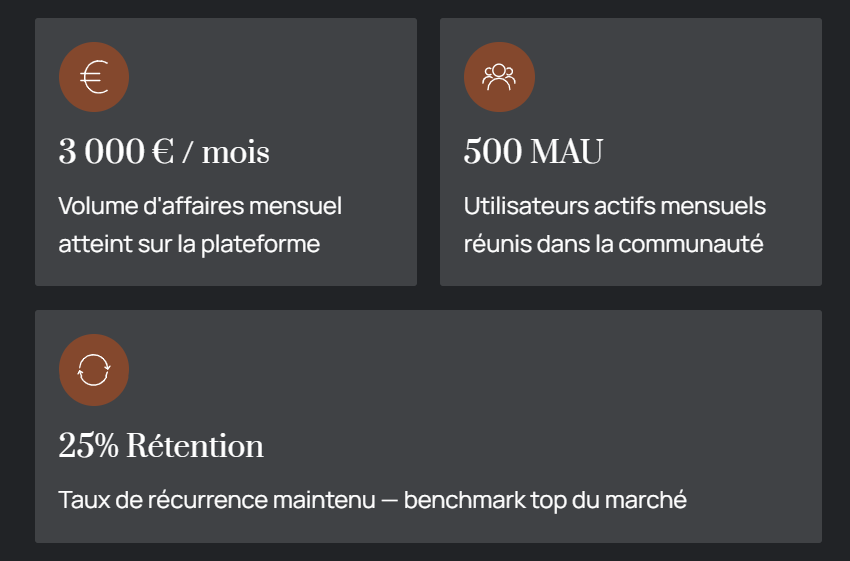 3 000 € / mois
Volume d'affaires mensuel
atteint sur la plateforme
500 MAU
Utilisateurs actifs mensuels
réunis dans la communauté
25% Rétention
Taux de récurrence maintenu — benchmark top du marché